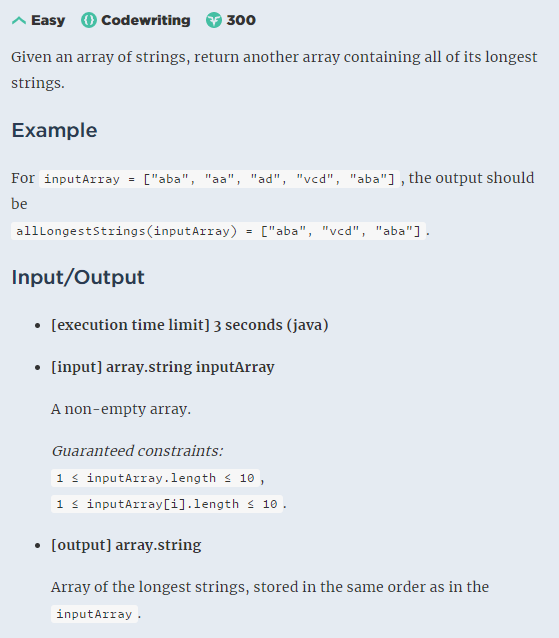 Easy Codewriting 300
Given an array of strings, return another array containing all of its longest
strings.
Example
For inputArray = ["aba", "aa", "ad", "vcd", "aba"], the output should
be
allLongestStrings(inputArray) = ["aba", "vcd", "aba"].
Input/Output
• [execution time limit] 3 seconds (java)
• [input] array.string inputArray
A non-empty array.
Guaranteed constraints:
1 ≤ inputArray.length ≤ 10,
1 ≤ inputArray[i].length ≤ 10.
• [output] array.string
Array of the longest strings, stored in the same order as in the
inputArray.